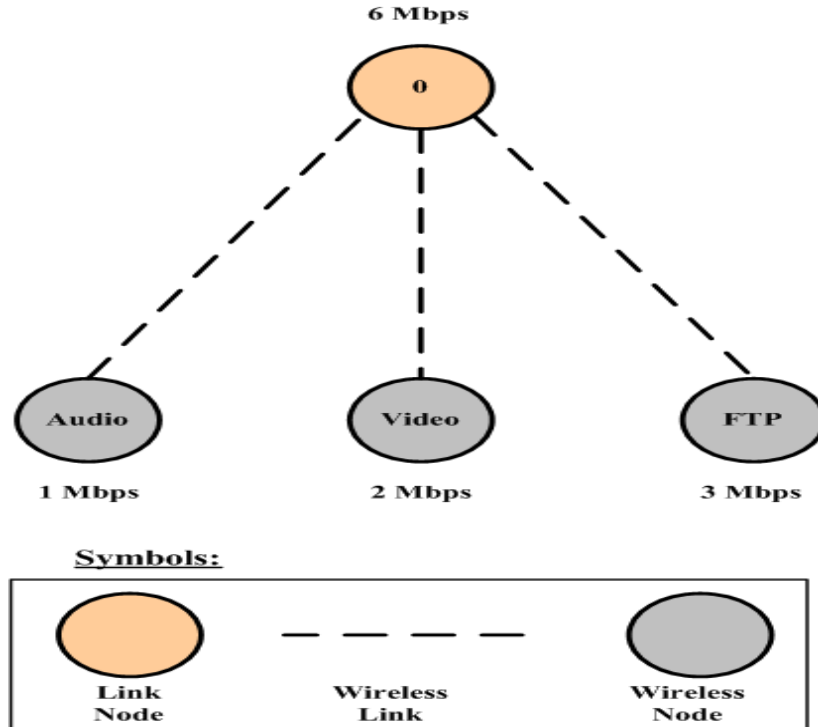 6 Mbps
0
Audio
Video
FTP
1 Mbps
2 Mbps
3 Mbps
Symbols:
Link
Node
Wireless
Link
Wireless
Node